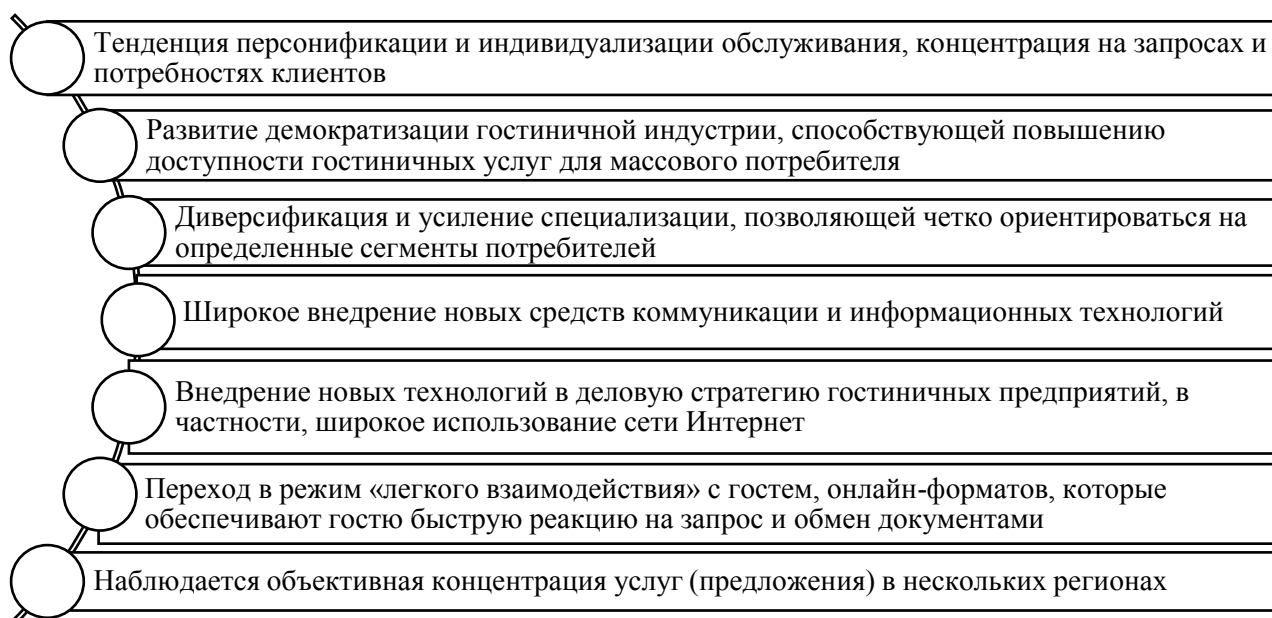 Тенденция персонификации и индивидуализации обслуживания, концентрация на запросах и
потребностях клиентов
Развитие демократизации гостиничной индустрии, способствующей повышению
доступности гостиничных услуг для массового потребителя
Диверсификация и усиление специализации, позволяющей четко ориентироваться на
определенные сегменты потребителей
Широкое внедрение новых средств коммуникации и информационных технологий
Внедрение новых технологий в деловую стратегию гостиничных предприятий, в
частности, широкое использование сети Интернет
Переход в режим «легкого взаимодействия» с гостем, онлайн-форматов, которые
обеспечивают гостю быструю реакцию на запрос и обмен документами
Наблюдается объективная концентрация услуг (предложения) в нескольких регионах